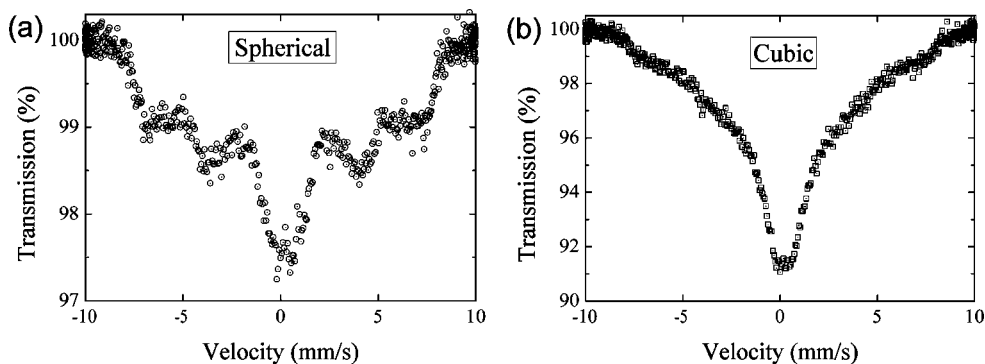 (a)
Spherical
100
99
98
97
Transmission (%)
-10
-5
0
5
10
Velocity (mm/s)
(b)
Cubic
100
98
96
94
92
90
Transmission (%)
-10
-5
0
5
10
Velocity (mm/s)